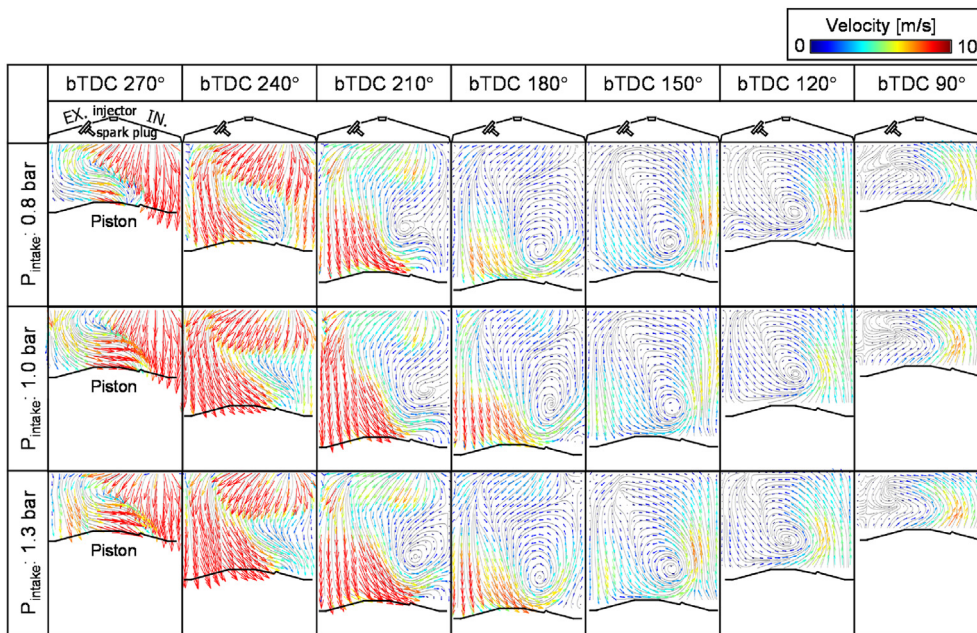 Velocity [m/s]
0 10
bTDC 270° bTDC 240° bTDC 210° bTDC 180° bTDC 150° bTDC 120° bTDC 90°
EX. injector IN.
spark plug
Pintake: 0.8 bar
Piston
Pintake: 1.0 bar
Piston
Pintake: 1.3 bar
Piston